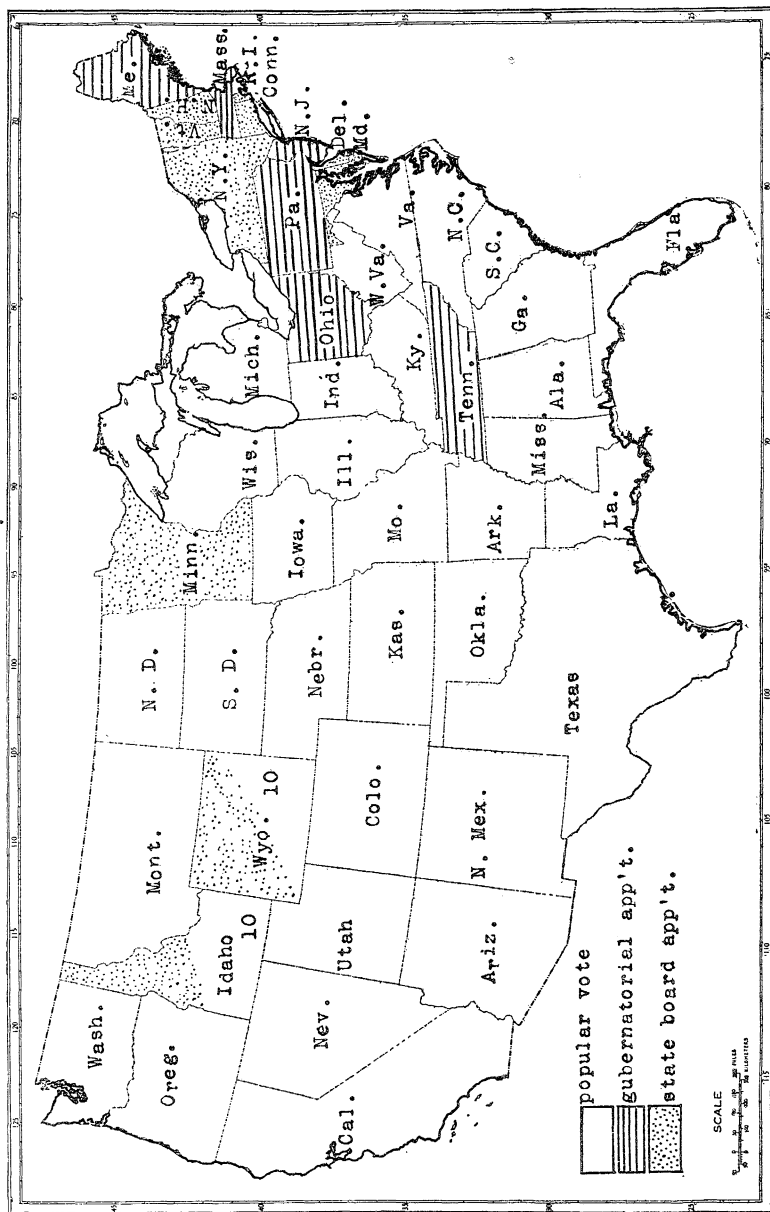 Wash.
Oreg.
Cal.
Nev.
Idaho
10
Utah
Ariz.
Mont.
Wyo.
10
Colo.
N. Mex.
N. D.
S. D.
Nebr.
Kas.
Okla.
Texas
Minn.
Iowa.
Mo.
Ark.
La.
Wis.
Ill.
Mich.
Ind.
Ohio
Ky.
Tenn.
Miss.
Ala.
Ga.
Fla.
S.C.
N.C.
Va.
W.Va.
Pa.
N.Y.
Vt.
N.H.
Me.
Mass.
R.I.
Conn.
N.J.
Del.
Md.
popular vote
gubernatorial app't.
state board app't.
SCALE